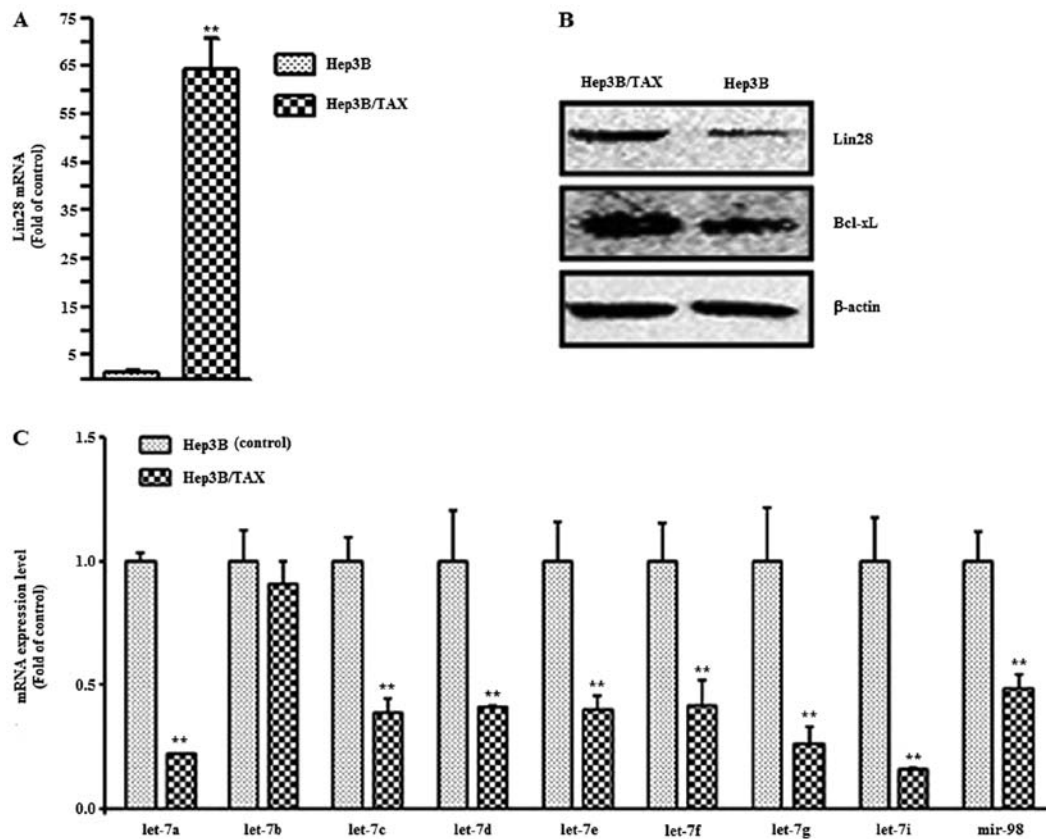 A
75
65
55
45
35
25
15
5
Lin28 mRNA
(Fold of control)
**
Hep3B
Hep3B/TAX
B
Hep3B/TAX Hep3B
Lin28
Bcl-xL
β-actin
C
1.5
1.0
0.5
0.0
mRNA expression level
(Fold of control)
Hep3B (control)
Hep3B/TAX
**
**
**
**
**
**
**
**
let-7a let-7b let-7c let-7d let-7e let-7f let-7g let-7i mir-98